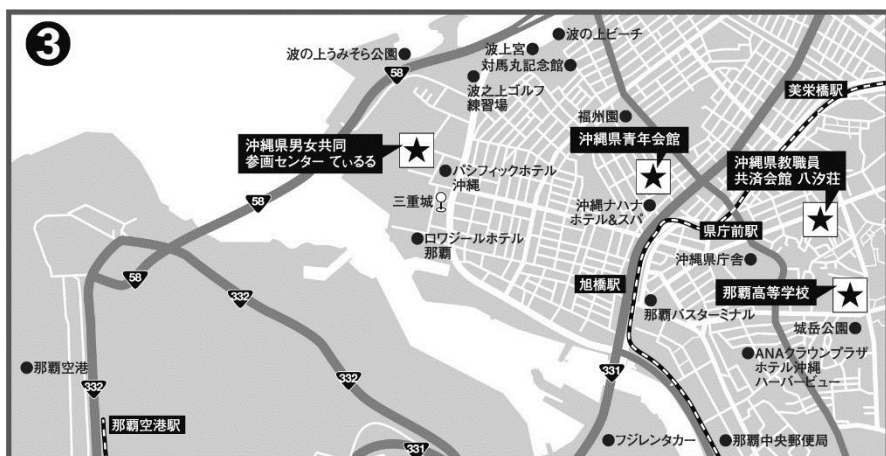 3
波の上ビーチ
波の上うみそら公園
波上宮
対馬丸記念館
58
波之上ゴルフ
練習場
美栄橋駅
福州園
沖縄県男女共同
参画センター てぃるる
沖縄県青年会館
沖縄県教職員
共済会館 八汐荘
パシフィックホテル
沖縄
三重城
58
沖縄ナハナ
ホテル&スパ
県庁前駅
ロワジールホテル
那覇
沖縄県庁舎
58
旭橋駅
332
那覇高等学校
那覇バスターミナル
城岳公園
那覇空港
332
332
331
ANAクラウンプラザ
ホテル沖縄
ハーバービュー
那覇空港駅
331
フジレンタカー
那覇中央郵便局